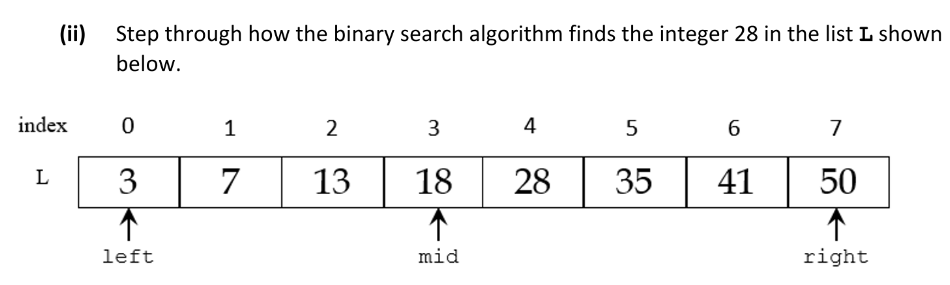 (ii) Step through how the binary search algorithm finds the integer 28 in the list L shown
below.
index 0 1 2 3 4 5 6 7
L 3 7 13 18 28 35 41 50
left mid right